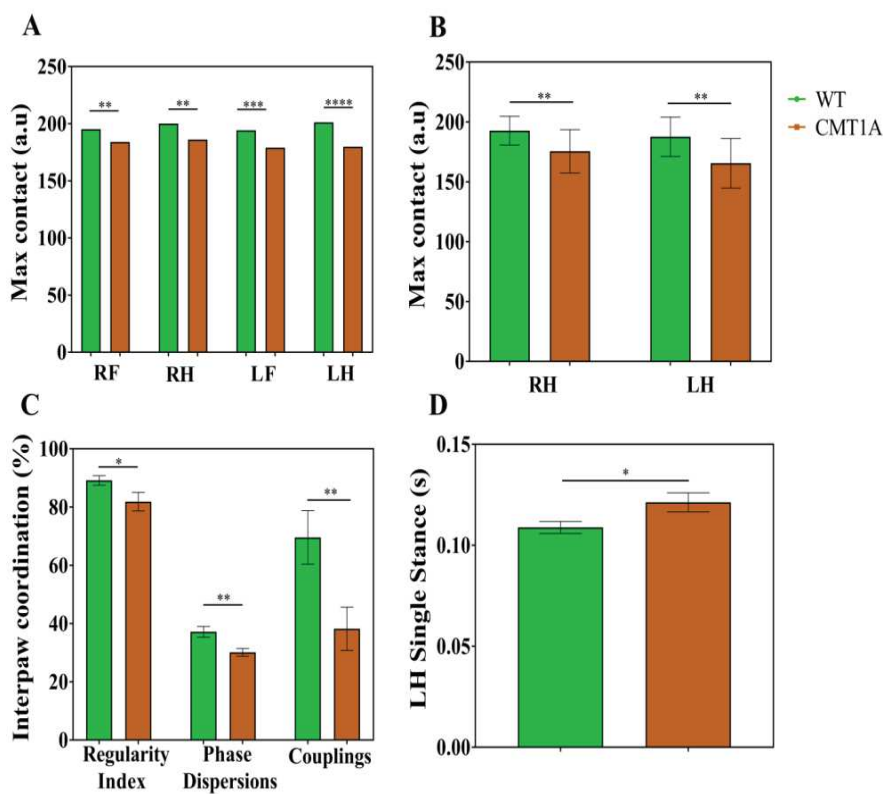 A
Max contact (a.u)
250
200
150
100
50
0
** ** *** ****
RF RH LF LH
B
Max contact (a.u)
250
200
150
100
50
0
** **
RH LH
WT
CMT1A
C
Interpaw coordination (%)
100
80
60
40
20
0
* ** **
Regularity Index
Phase Dispersions
Couplings
D
LH Single Stance (s)
0.15
0.10
0.05
0.00
*